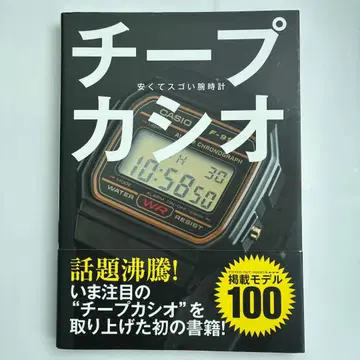 チープ
安くてスゴい腕時計
カシオ
CASIO
F-91
ALARM CHRONOGRAPH
H 30
10:58 50
WATER WR RESIST
話題沸騰!
いま注目の
"チープカシオ"を
取り上げた初の書籍!
掲載モデル
100